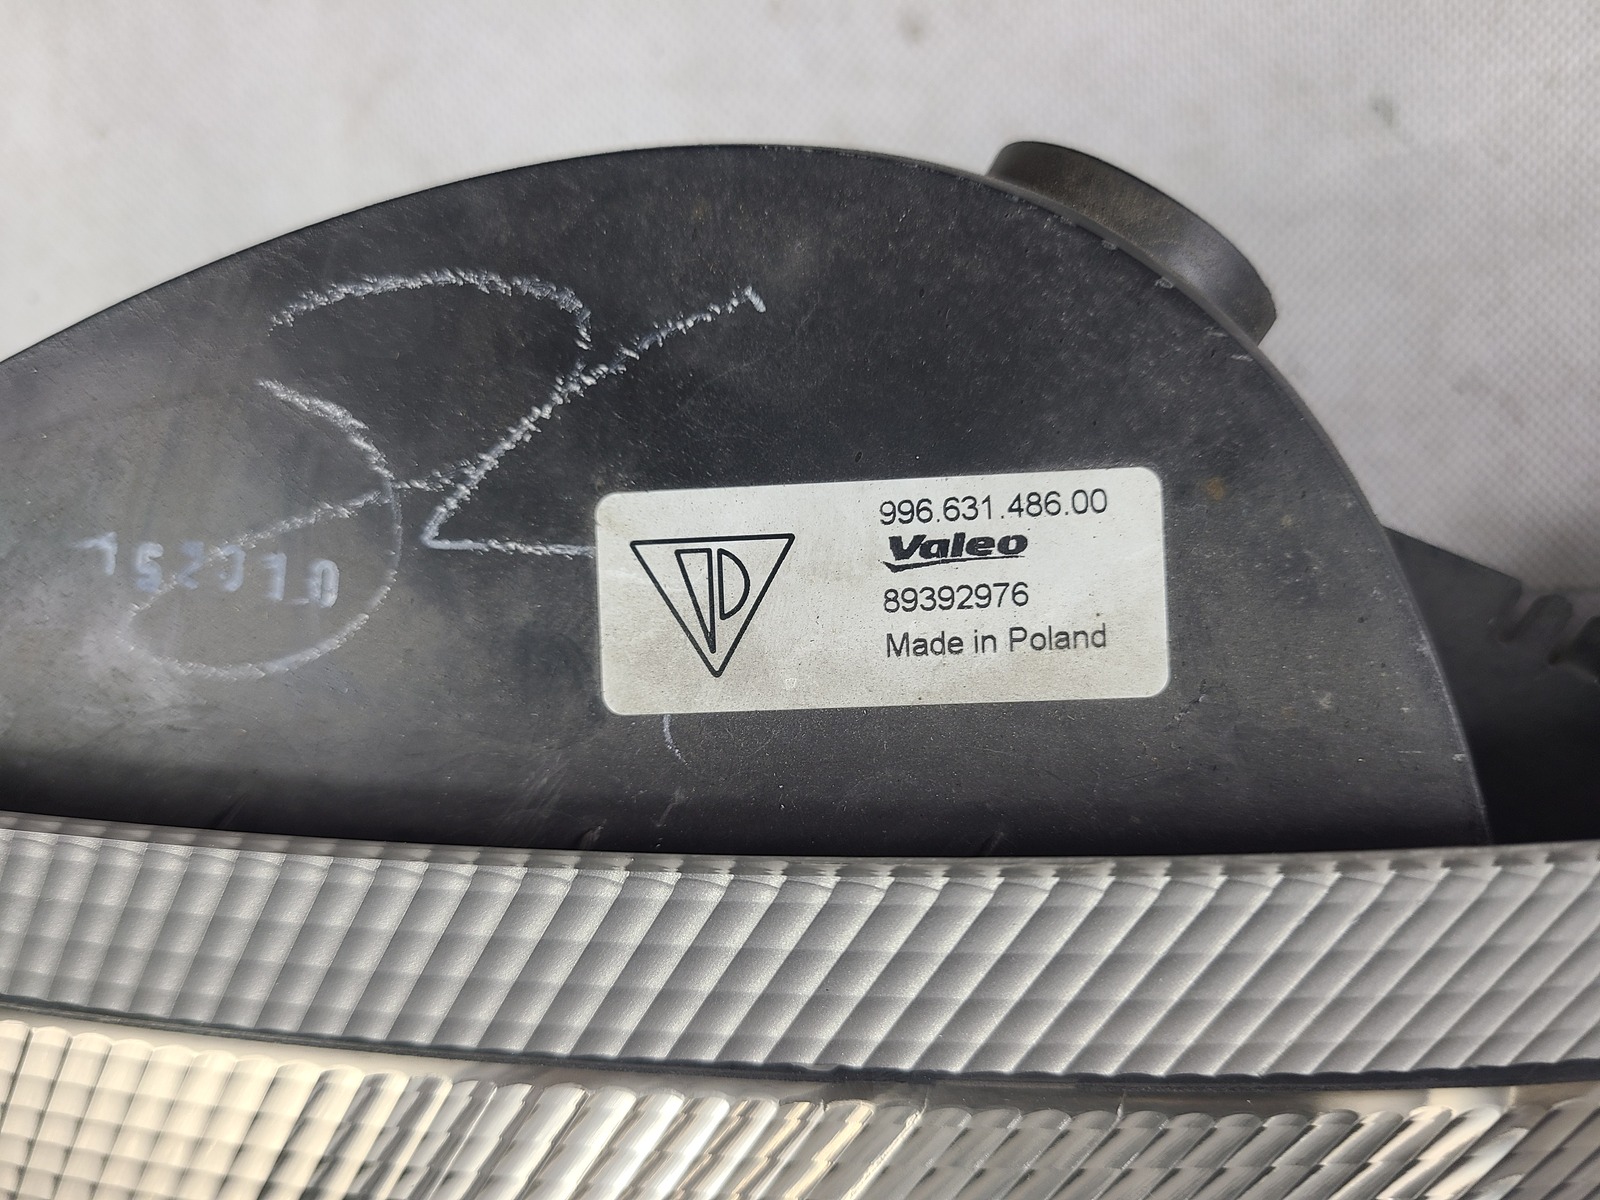 996.631.486.00
Valeo
89392976
Made in Poland